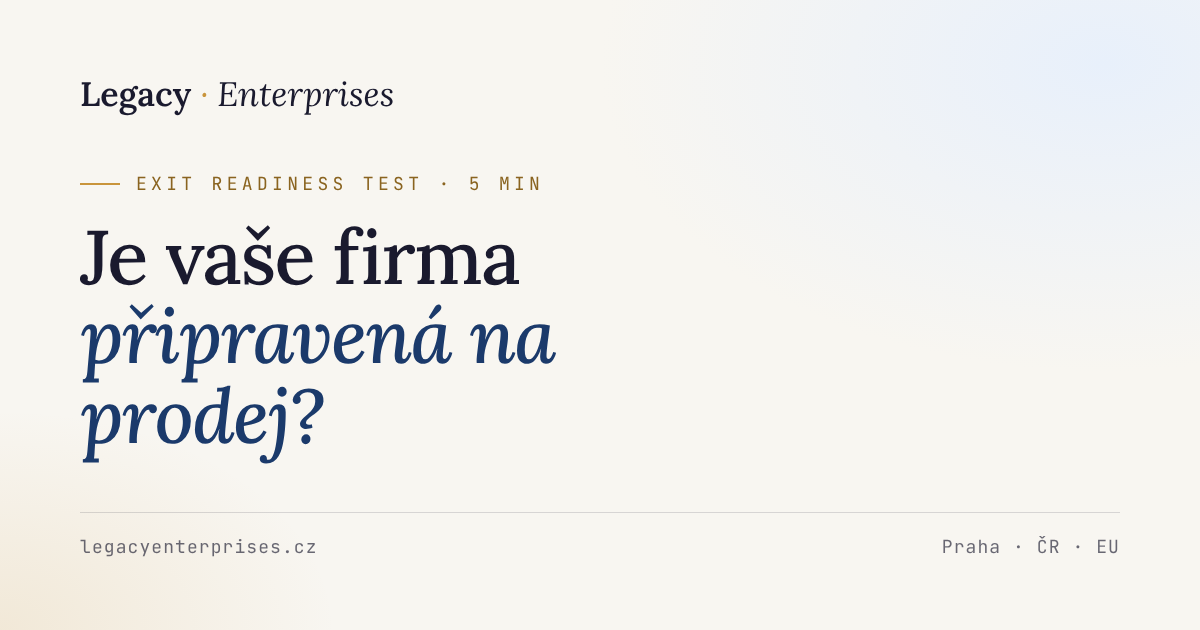 Legacy · Enterprises
EXIT READINESS TEST · 5 MIN
Je vaše firma
připravená na
prodej?
legacyenterprises.cz
Praha · ČR · EU